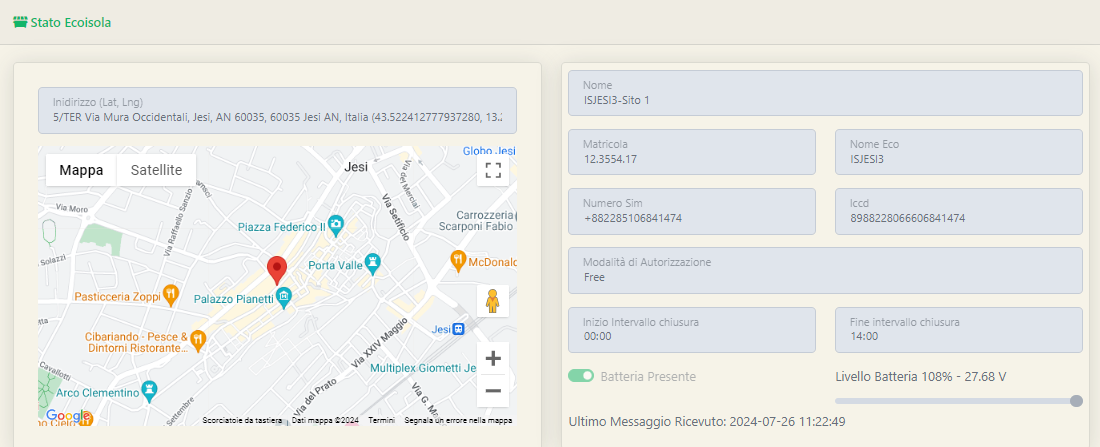 Stato Ecoisola
Inidirizzo (Lat, Lng)
5/TER Via Mura Occidentali, Jesi, AN 60035, 60035 Jesi AN, Italia (43.522412777937280, 13.2
Mappa
Satellite
Globo Jesi
Jesi
Via del Merciai
Via Moro
Via Raffaello Sanzio
Via Setificio
Carrozzeria
Scarponi Fabio
Piazza Federico II
Solazzi
Porta Valle
McDonald
Pasticceria Zoppi
Palazzo Pianetti
Jesi
Cibariando - Pesce &
Dintorni Ristorante...
Via XXIV Maggio
Cavallotti
Multiplex Giometti Je
Arco Clementino
Via del Prato
Via G. M
Settembre
Google
Scorciatoie da tastiera
Dati mappa ©2024
Termini
Segnala un errore nella mappa
Nome
ISJESI3-Sito 1
Matricola
12.3554.17
Nome Eco
ISJESI3
Numero Sim
+882285106841474
Iccd
8988228066606841474
Modalità di Autorizzazione
Free
Inizio Intervallo chiusura
00:00
Fine intervallo chiusura
14:00
Batteria Presente
Livello Batteria 108% - 27.68 V
Ultimo Messaggio Ricevuto: 2024-07-26 11:22:49